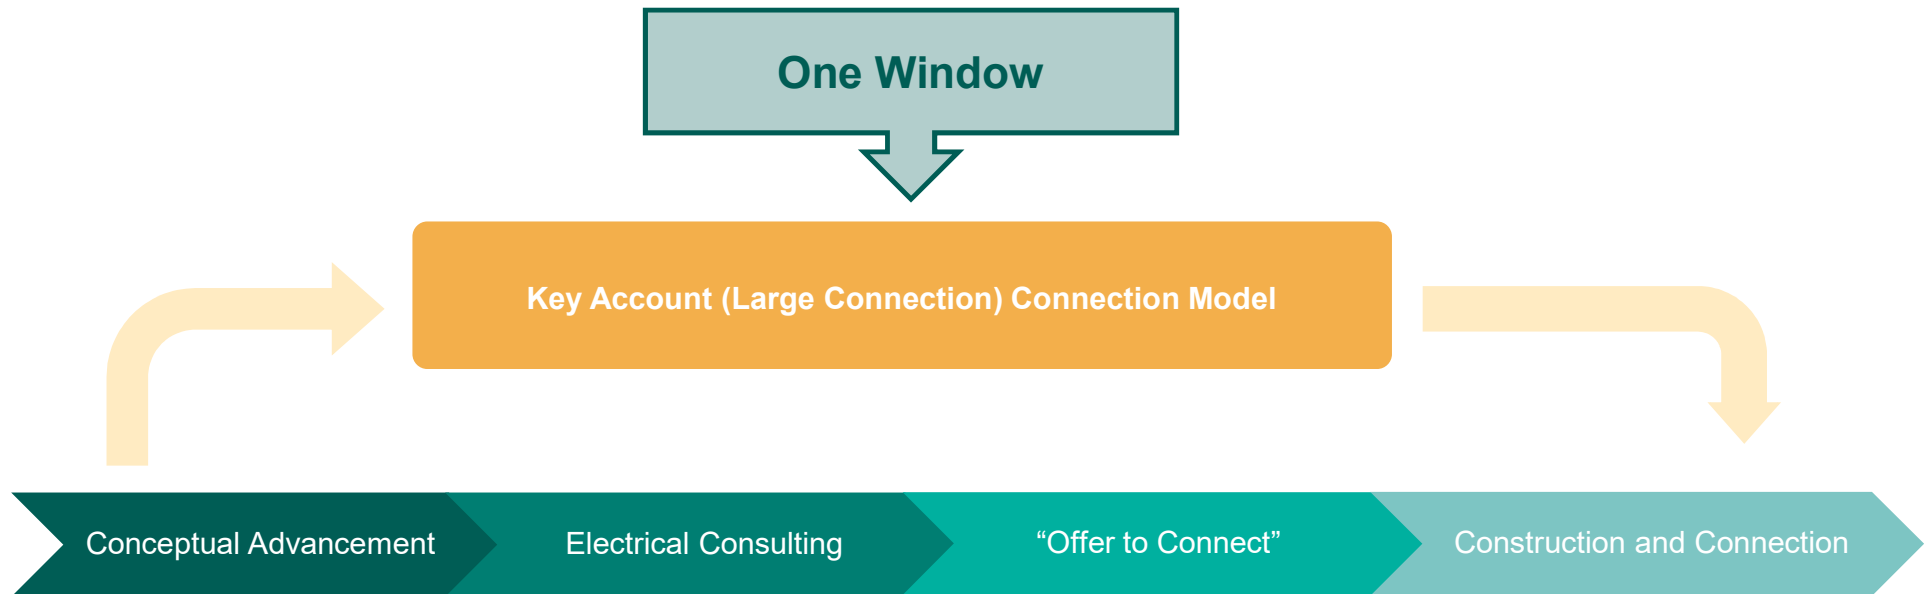 One Window
Key Account (Large Connection) Connection Model
Conceptual Advancement
Electrical Consulting
“Offer to Connect”
Construction and Connection